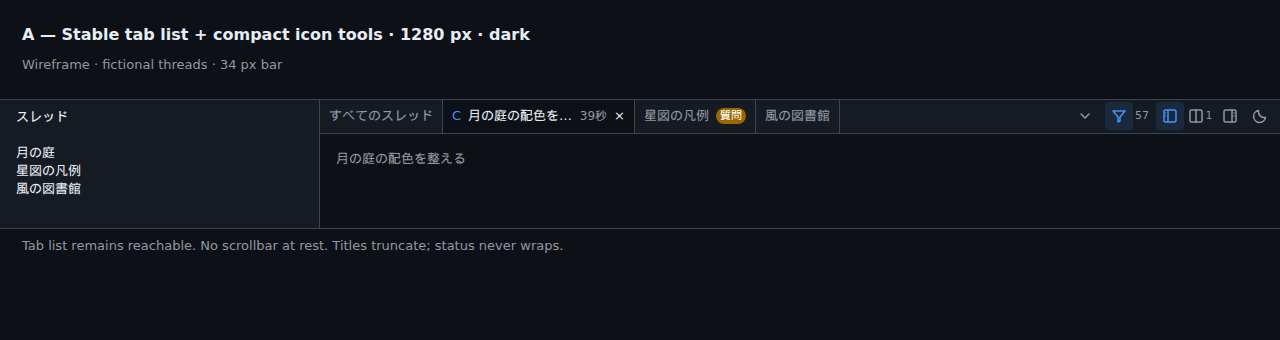 A — Stable tab list + compact icon tools · 1280 px · dark
Wireframe · fictional threads · 34 px bar
スレッド
すべてのスレッド C 月の庭の配色を… 39秒 × 星図の凡例 質問 風の図書館 57 1
月の庭
星図の凡例
風の図書館
月の庭の配色を整える
Tab list remains reachable. No scrollbar at rest. Titles truncate; status never wraps.